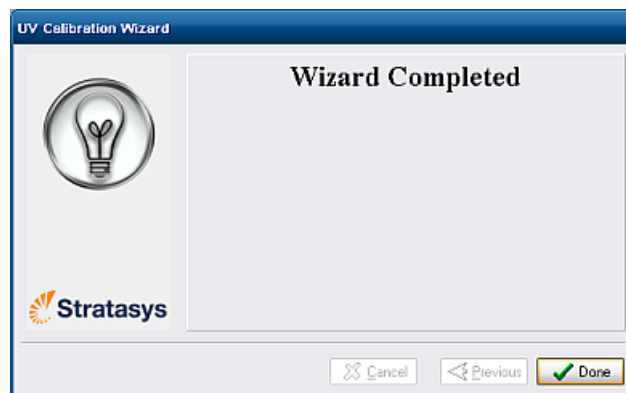 UV Calibration Wizard
Wizard Completed
Stratasys
Cancel Previous Done